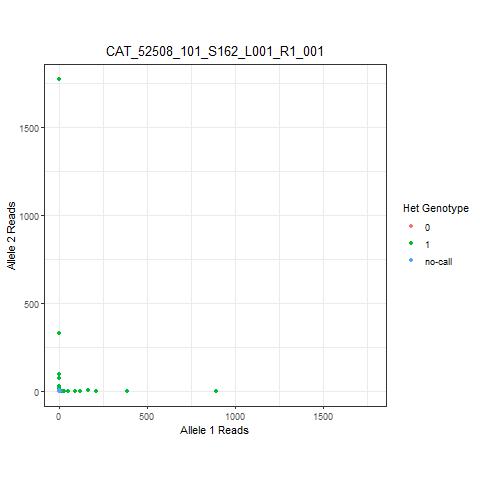 CAT_52508_101_S162_L001_R1_001
Allele 2 Reads
1500
1000
500
0
0
500
1000
1500
Allele 1 Reads
Het Genotype
0
1
no-call